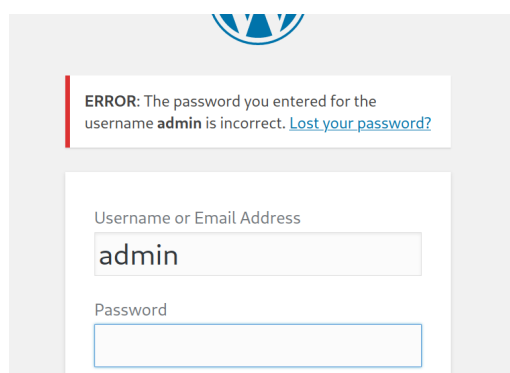 ERROR: The password you entered for the
username admin is incorrect. Lost your password?
Username or Email Address
admin
Password